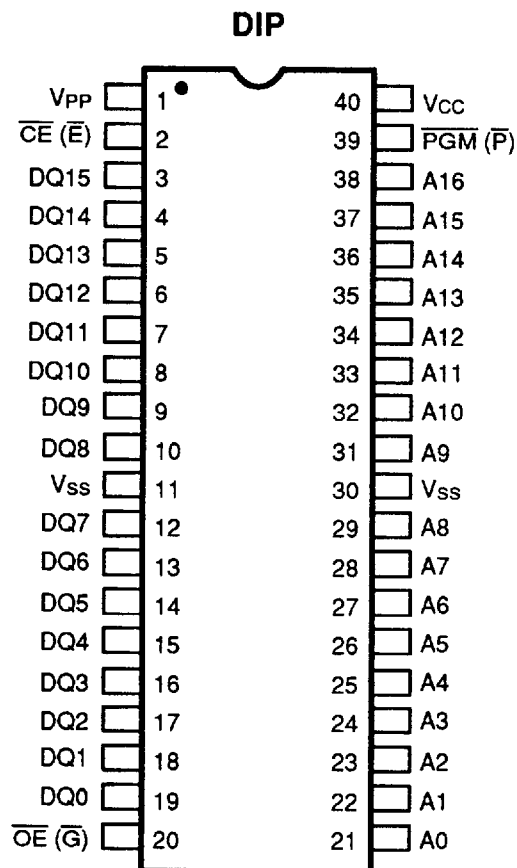 DIP
VPP 1 40 VCC
C̅E̅ (E̅) 2 39 P̅G̅M̅ (P̅)
DQ15 3 38 A16
DQ14 4 37 A15
DQ13 5 36 A14
DQ12 6 35 A13
DQ11 7 34 A12
DQ10 8 33 A11
DQ9 9 32 A10
DQ8 10 31 A9
VSS 11 30 VSS
DQ7 12 29 A8
DQ6 13 28 A7
DQ5 14 27 A6
DQ4 15 26 A5
DQ3 16 25 A4
DQ2 17 24 A3
DQ1 18 23 A2
DQ0 19 22 A1
O̅E̅ (G̅) 20 21 A0